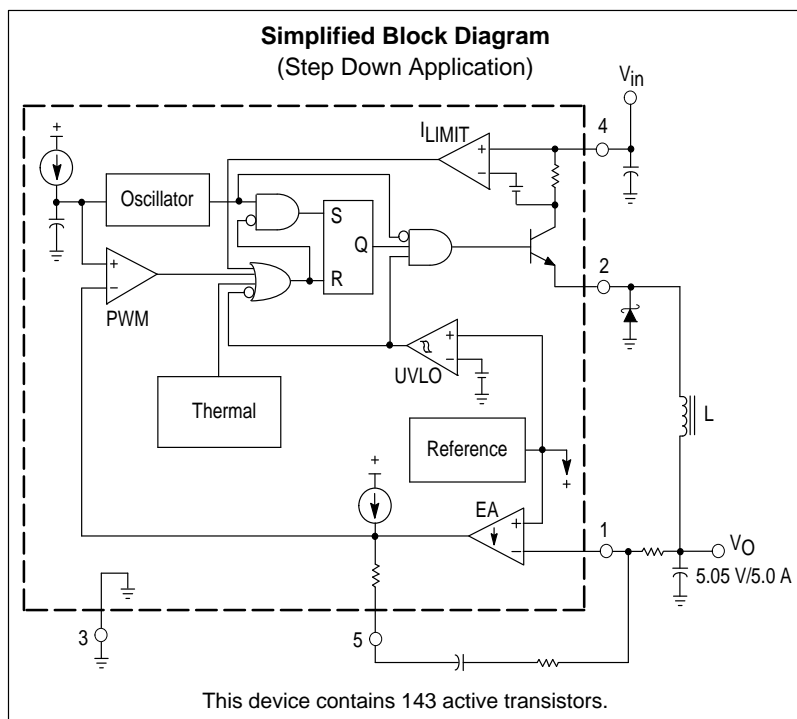 Simplified Block Diagram
(Step Down Application)
Vin
4
ILIMIT
+
–
+
Oscillator
S
Q
R
+
–
PWM
2
+
–
UVLO
Thermal
L
Reference
+
+
EA
+
–
1
VO
5.05 V/5.0 A
3
5
This device contains 143 active transistors.